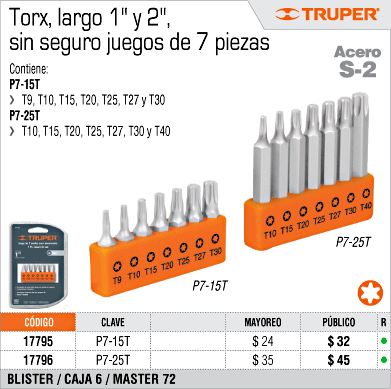 Torx, largo 1" y 2",
sin seguro juegos de 7 piezas
TRUPER
Acero
S-2
Contiene:
P7-15T
› T9, T10, T15, T20, T25, T27 y T30
P7-25T
› T10, T15, T20, T25, T27, T30 y T40
TRUPER
T9 T10 T15 T20 T25 T27 T30
P7-15T
T10 T15 T20 T25 T27 T30 T40
P7-25T
CÓDIGO CLAVE MAYOREO PÚBLICO R
17795 P7-15T $ 24 $ 32
17796 P7-25T $ 35 $ 45
BLISTER / CAJA 6 / MASTER 72